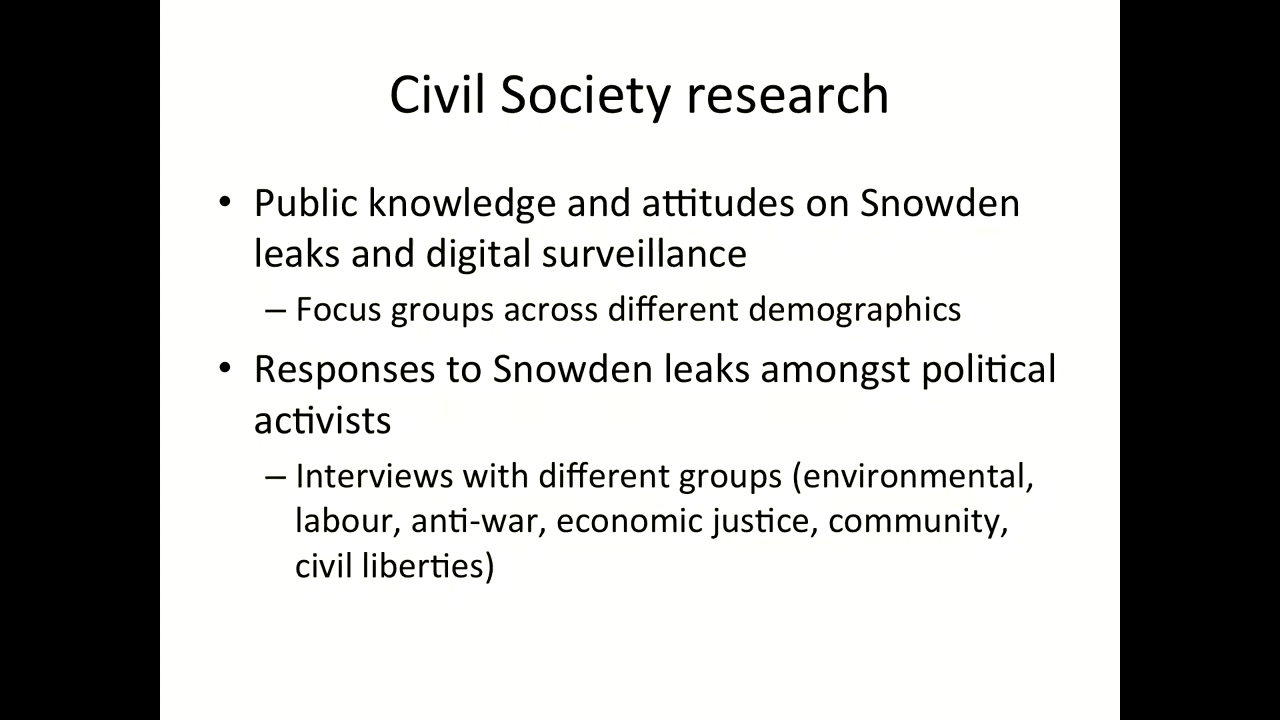 Civil Society research
• Public knowledge and attitudes on Snowden
leaks and digital surveillance
– Focus groups across different demographics
• Responses to Snowden leaks amongst political
activists
– Interviews with different groups (environmental,
labour, anti-war, economic justice, community,
civil liberties)